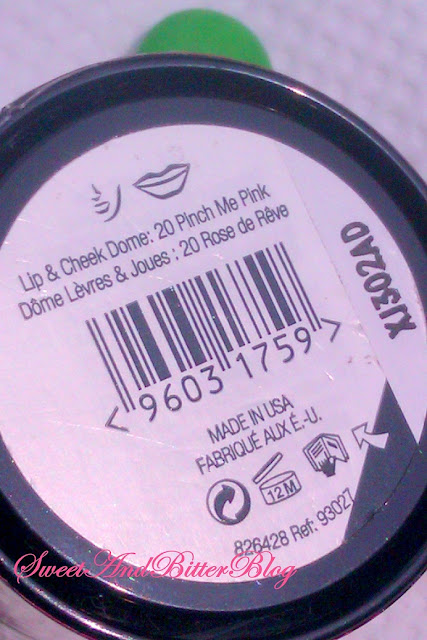 Lip & Cheek Dome: 20 Pinch Me Pink
Dôme Lèvres & Joues : 20 Rose de Rêve
XJ302AD
< 9603 1759 >
MADE IN USA
FABRIQUÉ AUX É.-U.
12M
826428 Ref: 93027
SweetAndBitterBlog